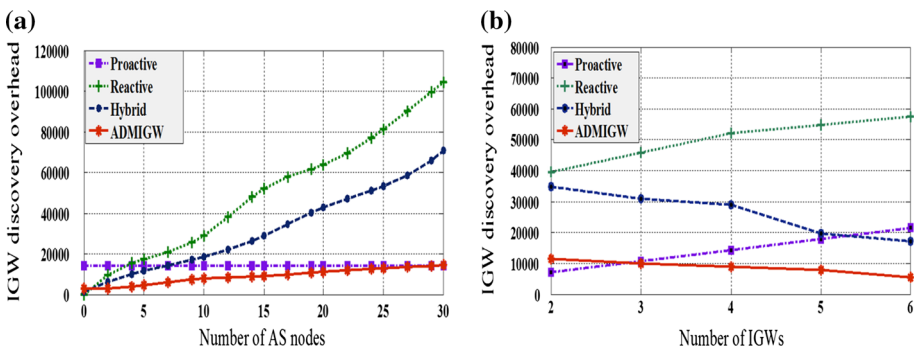 (a)
IGW discovery overhead
120000
100000
80000
60000
40000
20000
0
Proactive
Reactive
Hybrid
ADMIGW
0 5 10 15 20 25 30
Number of AS nodes
(b)
IGW discovery overhead
80000
70000
60000
50000
40000
30000
20000
10000
0
Proactive
Reactive
Hybrid
ADMIGW
2 3 4 5 6
Number of IGWs